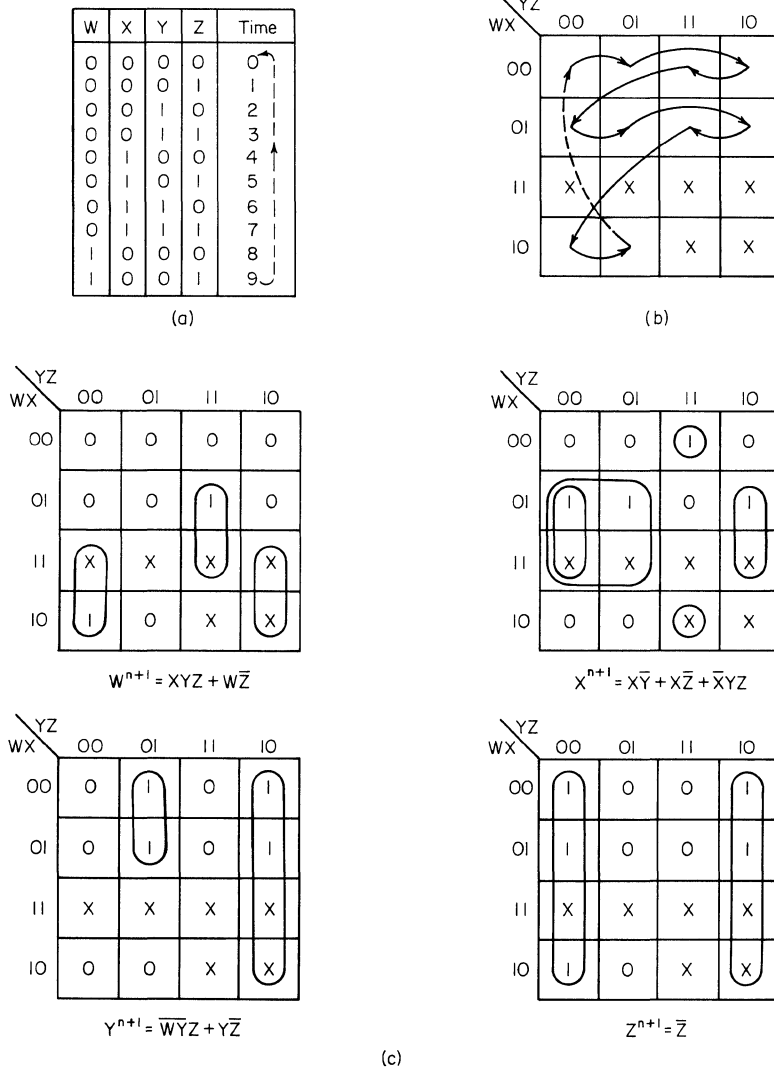 W X Y Z Time
0 0 0 0 0
0 0 0 1 1
0 0 1 0 2
0 0 1 1 3
0 1 0 0 4
0 1 0 1 5
0 1 1 0 6
0 1 1 1 7
1 0 0 0 8
1 0 0 1 9
(a)
YZ
WX 00 01 11 10
00
01
11 X X X X
10 X X
(b)
YZ
WX 00 01 11 10
00 0 0 0 0
01 0 0 1 0
11 X X X X
10 1 0 X X
Wⁿ⁺¹ = XYZ + WZ̅
YZ
WX 00 01 11 10
00 0 0 1 0
01 1 1 0 1
11 X X X X
10 0 0 X X
Xⁿ⁺¹ = XY̅ + XZ̅ + X̅YZ
YZ
WX 00 01 11 10
00 0 1 0 1
01 0 1 0 1
11 X X X X
10 0 0 X X
Yⁿ⁺¹ = W̅Y̅Z + YZ̅
YZ
WX 00 01 11 10
00 1 0 0 1
01 1 0 0 1
11 X X X X
10 1 0 X X
Zⁿ⁺¹ = Z̅
(c)